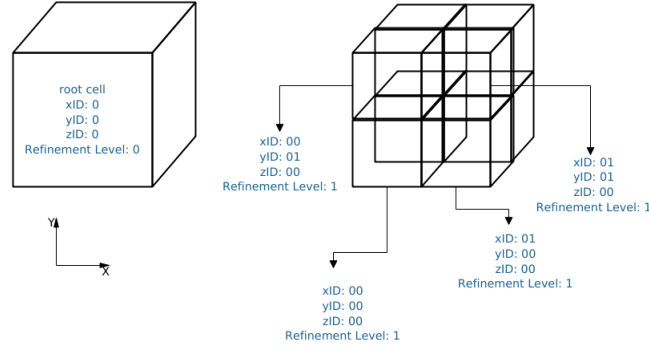 root cell
xID: 0
yID: 0
zID: 0
Refinement Level: 0
Y
X
xID: 00
yID: 01
zID: 00
Refinement Level: 1
xID: 01
yID: 01
zID: 00
Refinement Level: 1
xID: 01
yID: 00
zID: 00
Refinement Level: 1
xID: 00
yID: 00
zID: 00
Refinement Level: 1